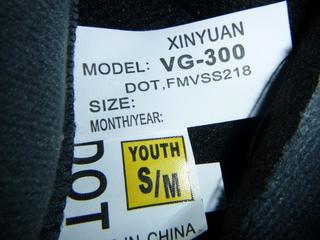 XINYUAN
MODEL: VG-300
DOT,FMVSS218
SIZE:
MONTH/YEAR:
DOT
YOUTH
S/M
IN CHINA